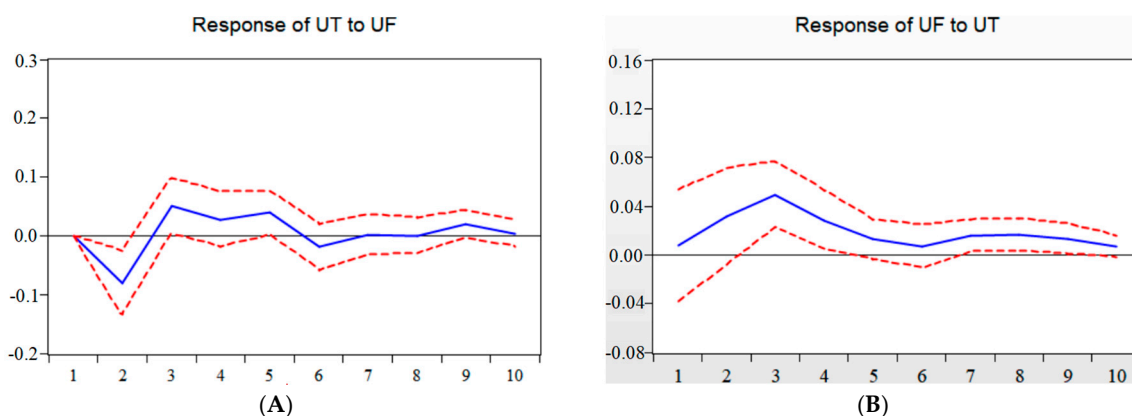 Response of UT to UF
0.3
0.2
0.1
0.0
-0.1
-0.2
1 2 3 4 5 6 7 8 9 10
(A)
Response of UF to UT
0.16
0.12
0.08
0.04
0.00
-0.04
-0.08
1 2 3 4 5 6 7 8 9 10
(B)